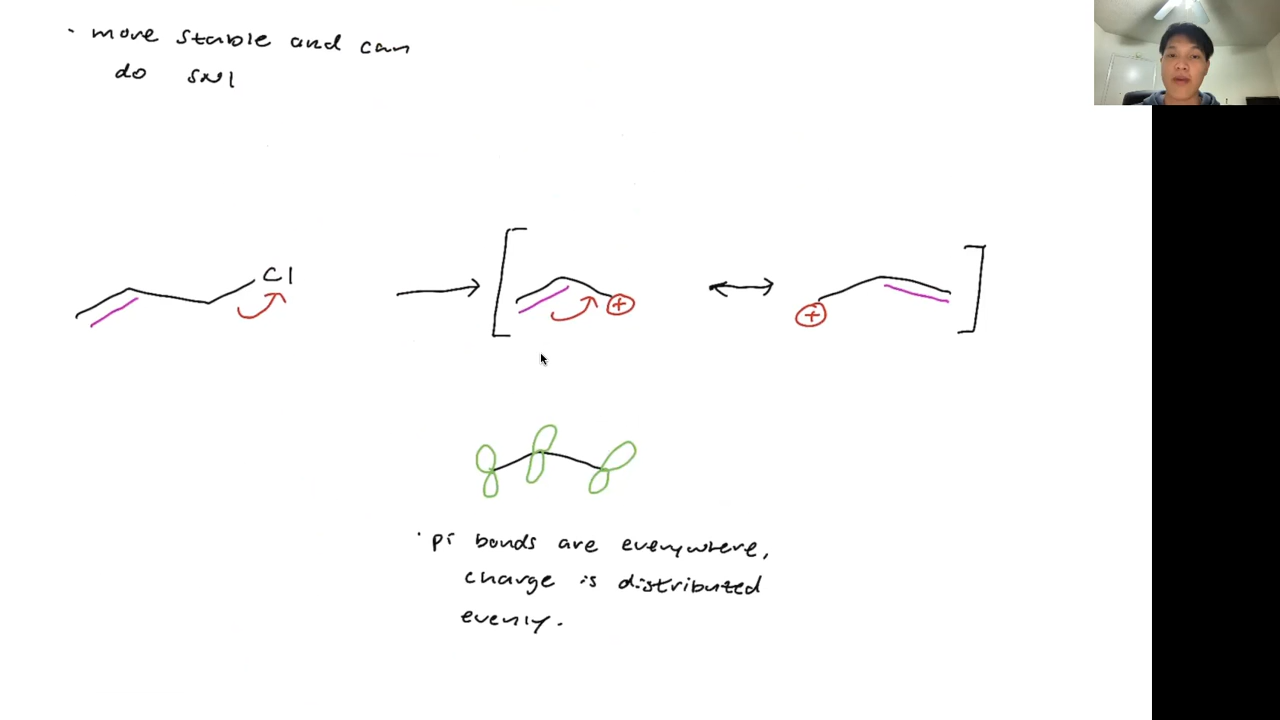 · more stable and can
do SN1
Cl
+
+
· pi bonds are everywhere,
charge is distributed
evenly.